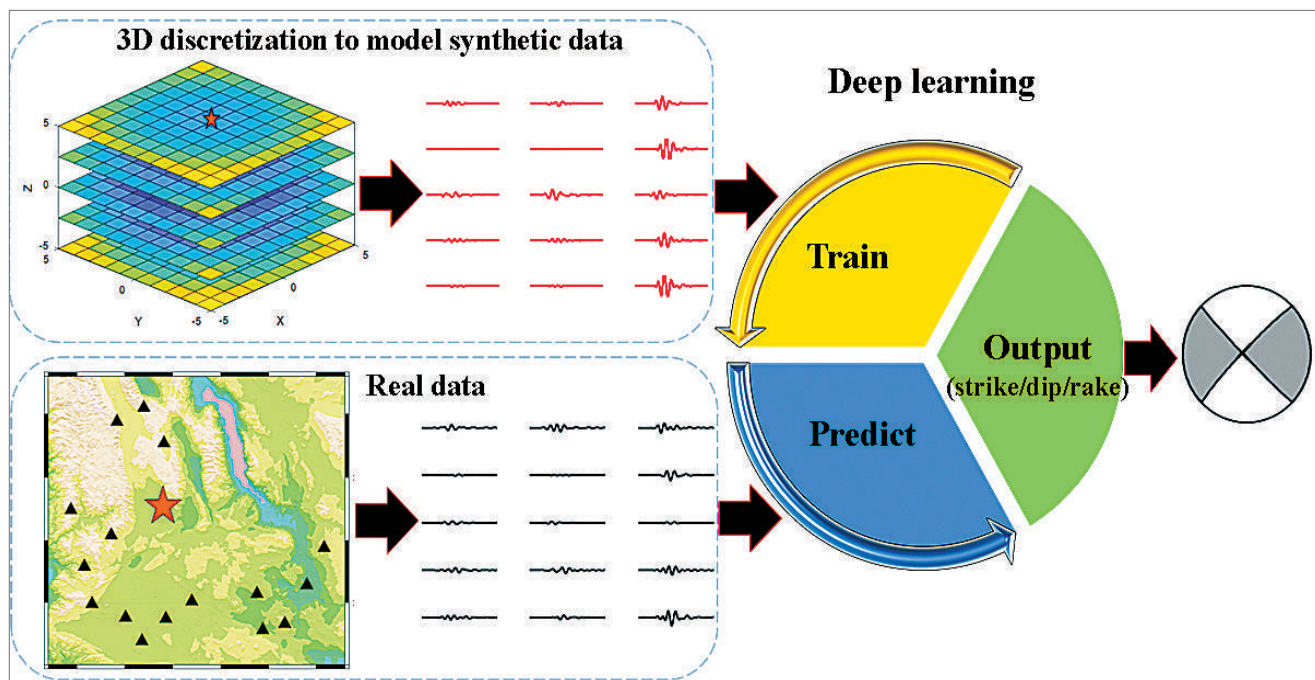 3D discretization to model synthetic data
5
Z
0
-5
5
0
Y
-5
-5
X
0
5
Deep learning
Train
Output
(strike/dip/rake)
Predict
Real data